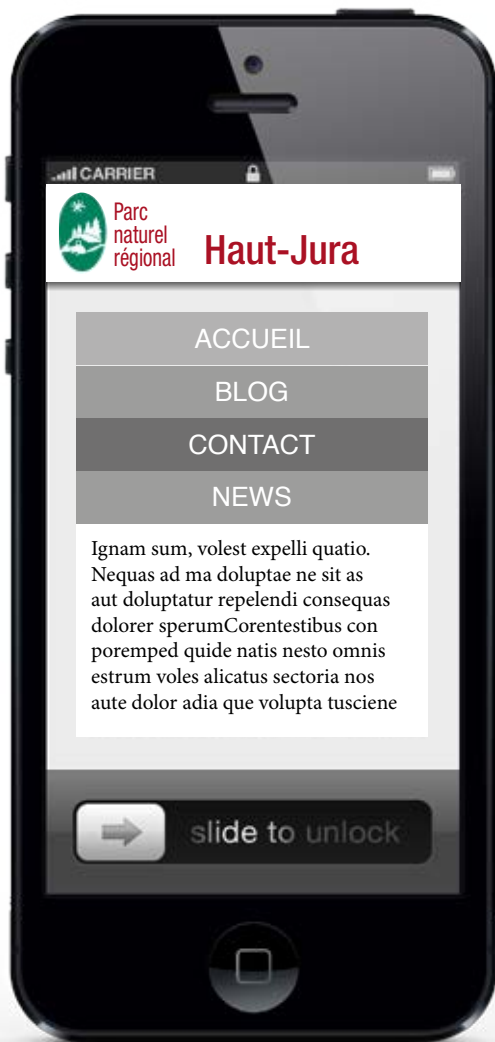 CARRIER
Parc
naturel
régional
Haut-Jura
ACCUEIL
BLOG
CONTACT
NEWS
Ignam sum, volest expelli quatio.
Nequas ad ma doluptae ne sit as
aut doluptatur repelendi consequas
dolorer sperumCorentestibus con
poremped quide natis nesto omnis
estrum voles alicatus sectoria nos
aute dolor adia que volupta tusciene
slide to unlock